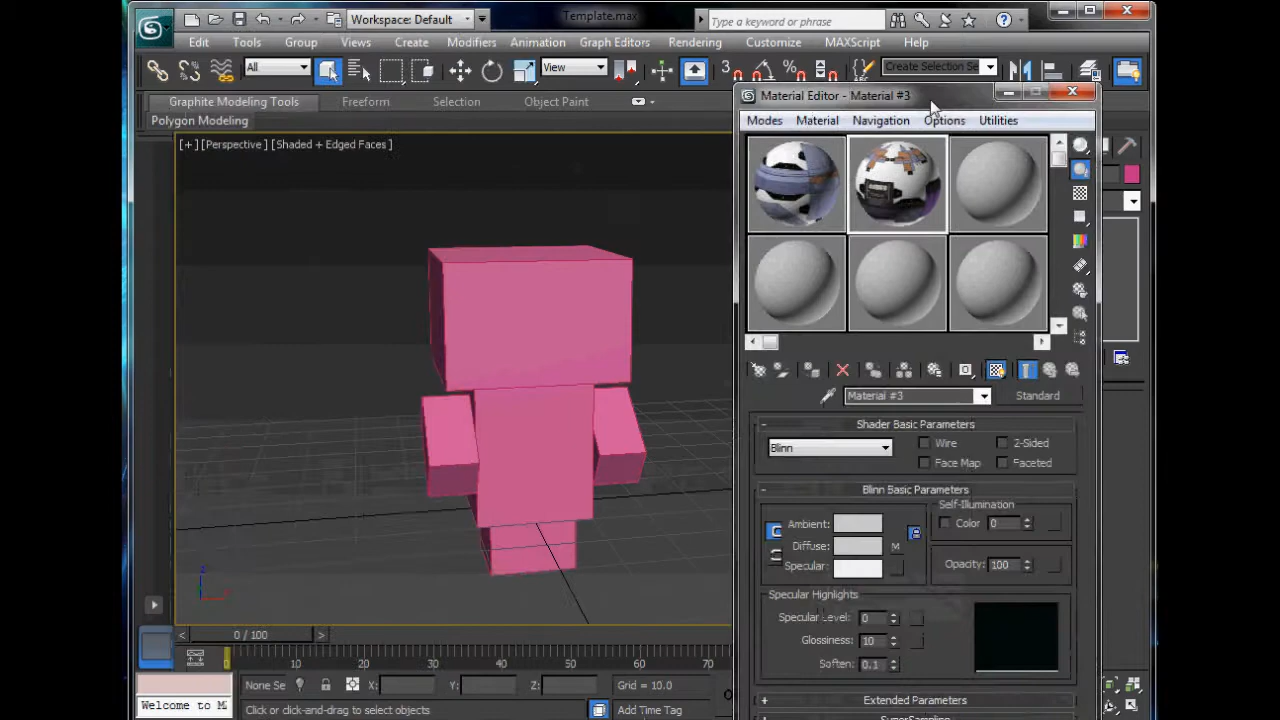 Workspace: Default
Template.max
Type a keyword or phrase
Edit Tools Group Views Create Modifiers Animation Graph Editors Rendering Customize MAXScript Help
All
View
3
Create Selection Se
Graphite Modeling Tools Freeform Selection Object Paint
Polygon Modeling
[+] [Perspective] [Shaded + Edged Faces]
Material Editor - Material #3
Modes Material Navigation Options Utilities
Material #3
Standard
Shader Basic Parameters
Blinn
Wire
2-Sided
Face Map
Faceted
Blinn Basic Parameters
Self-Illumination
Ambient:
Color 0
Diffuse:
M
Specular:
Opacity: 100
Specular Highlights
Specular Level: 0
Glossiness: 10
Soften: 0.1
Extended Parameters
SuperSampling
z
0 / 100
0 10 20 30 40 50 60 70
None Se
X:
Y:
Z:
Grid = 10.0
Welcome to M
Click or click-and-drag to select objects
Add Time Tag